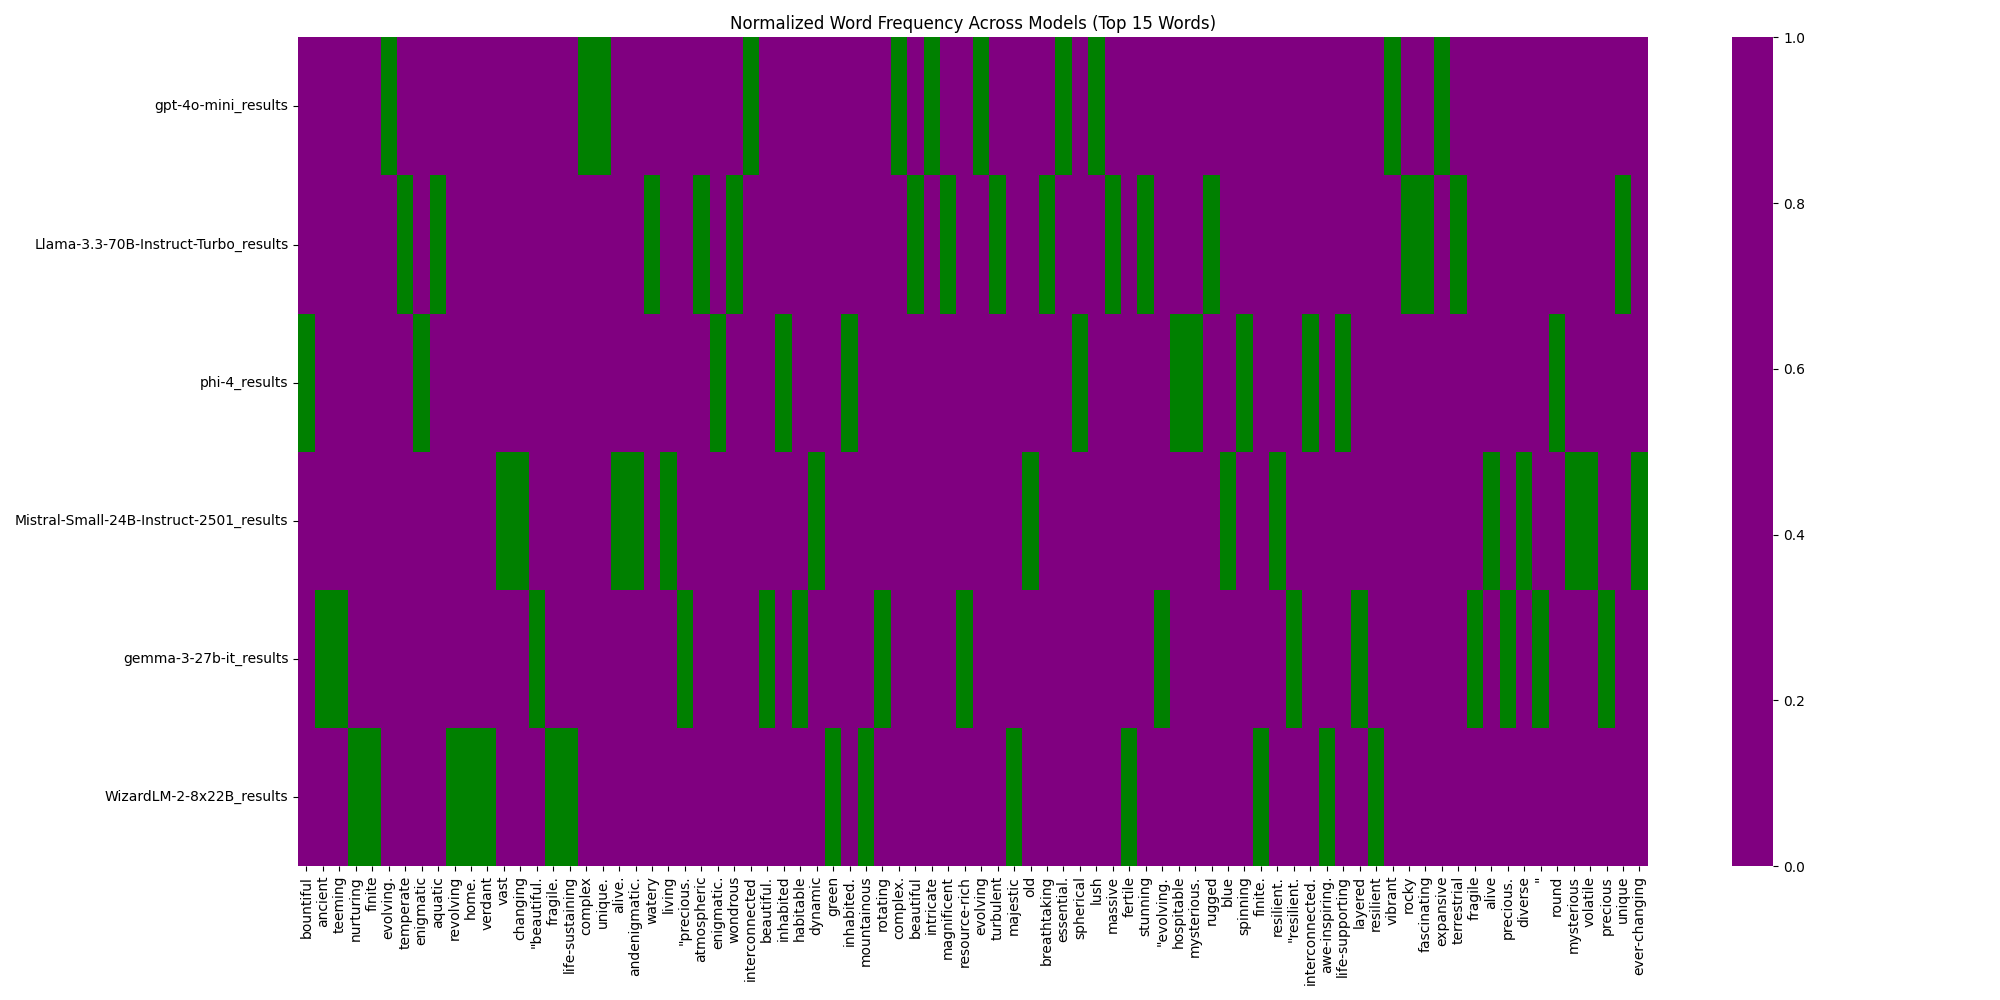 Normalized Word Frequency Across Models (Top 15 Words)
gpt-4o-mini_results
Llama-3.3-70B-Instruct-Turbo_results
phi-4_results
Mistral-Small-24B-Instruct-2501_results
gemma-3-27b-it_results
WizardLM-2-8x22B_results
bountiful
ancient
teeming
nurturing
finite
evolving.
temperate
enigmatic
aquatic
revolving
home.
verdant
vast
changing
"beautiful.
fragile.
life-sustaining
complex
unique.
alive.
andenigmatic.
watery
living
"precious.
atmospheric
enigmatic.
wondrous
interconnected
beautiful.
inhabited
habitable
dynamic
green
inhabited.
mountainous
rotating
complex.
beautiful
intricate
magnificent
resource-rich
evolving
turbulent
majestic
old
breathtaking
essential.
spherical
lush
massive
fertile
stunning
"evolving.
hospitable
mysterious.
rugged
blue
spinning
finite.
resilient.
"resilient.
interconnected.
awe-inspiring.
life-supporting
layered
resilient
vibrant
rocky
fascinating
expansive
terrestrial
fragile
alive
precious.
diverse
"
round
mysterious
volatile
precious
unique
ever-changing
1.0
0.8
0.6
0.4
0.2
0.0